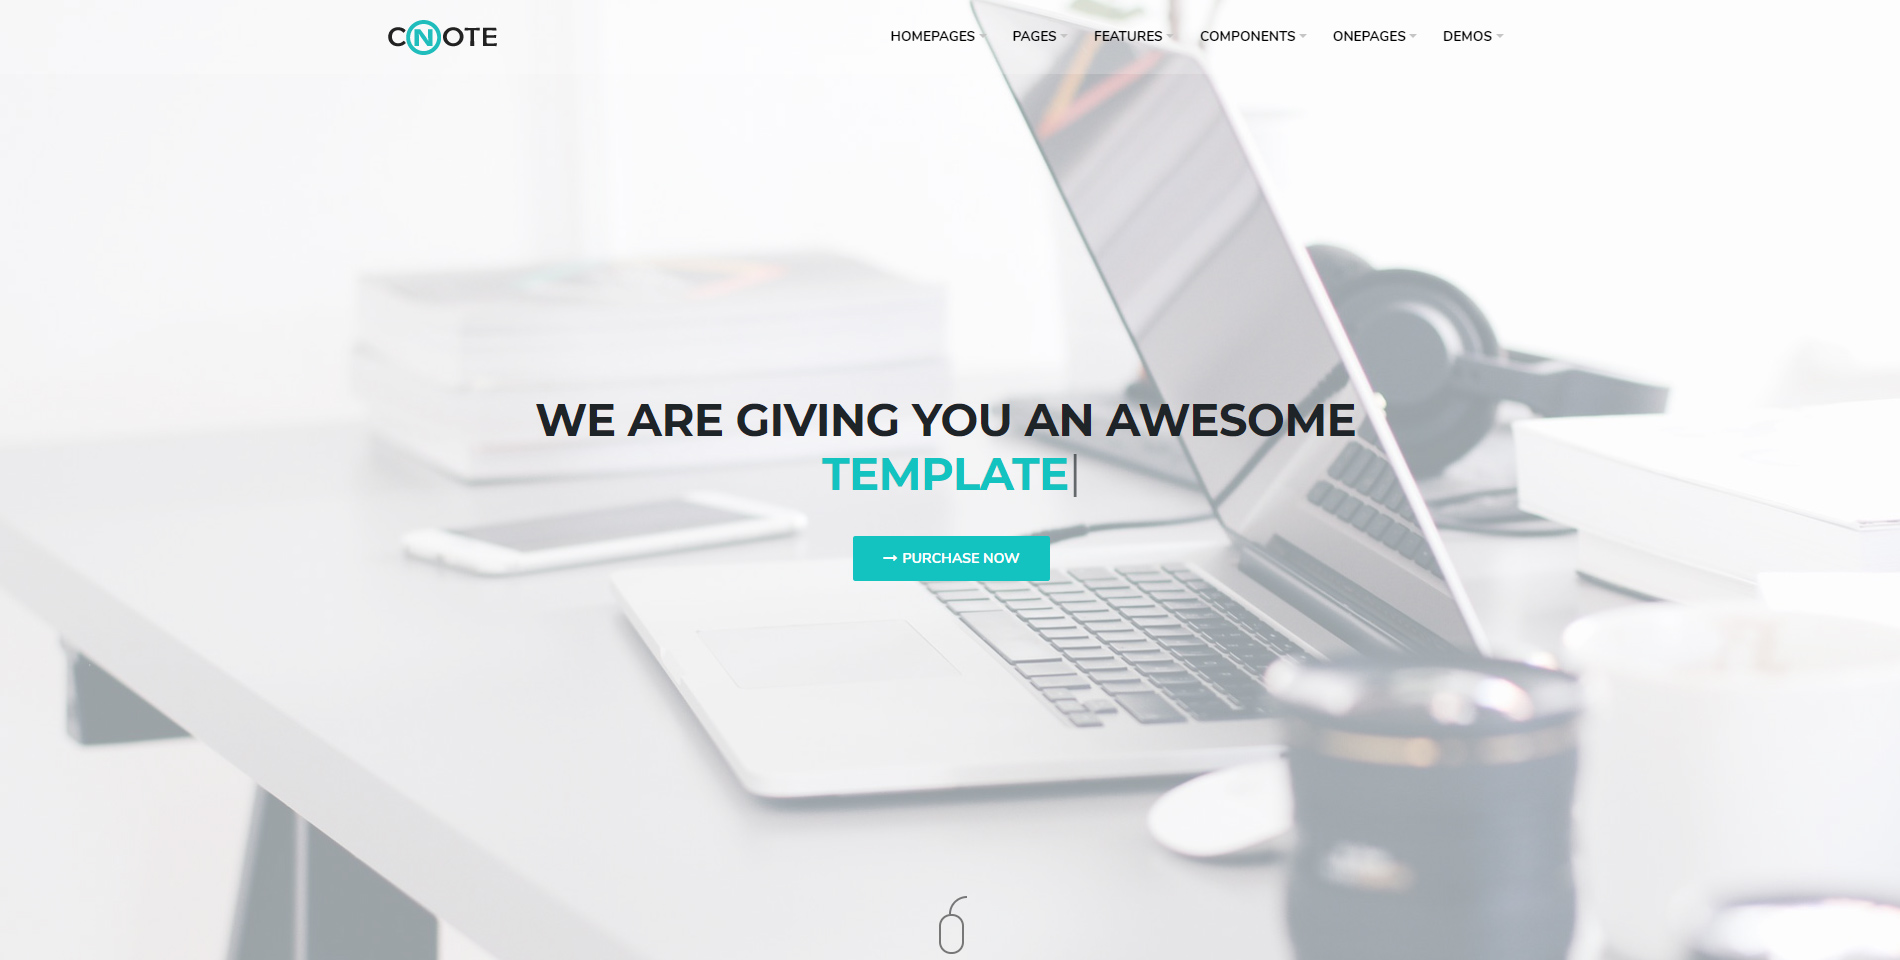 CNOTE
HOMEPAGES PAGES FEATURES COMPONENTS ONEPAGES DEMOS
WE ARE GIVING YOU AN AWESOME
TEMPLATE|
→ PURCHASE NOW